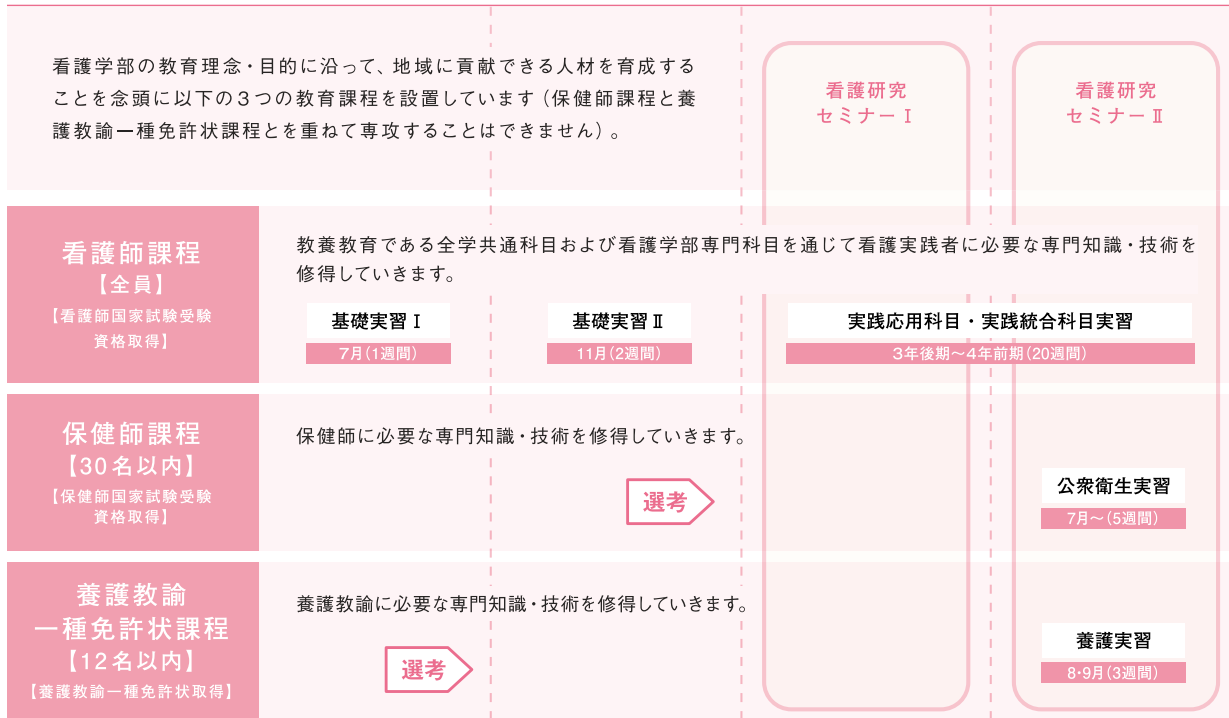 看護学部の教育理念・目的に沿って、地域に貢献できる人材を育成する
ことを念頭に以下の3つの教育課程を設置しています（保健師課程と養
護教諭一種免許状課程とを重ねて専攻することはできません）。
看護研究
セミナーⅠ
看護研究
セミナーⅡ
看護師課程
【全員】
【看護師国家試験受験
資格取得】
教養教育である全学共通科目および看護学部専門科目を通じて看護実践者に必要な専門知識・技術を
修得していきます。
基礎実習Ⅰ
7月（1週間）
基礎実習Ⅱ
11月（2週間）
実践応用科目・実践統合科目実習
3年後期～4年前期（20週間）
保健師課程
【30名以内】
【保健師国家試験受験
資格取得】
保健師に必要な専門知識・技術を修得していきます。
選考
公衆衛生実習
7月～（5週間）
養護教諭
一種免許状課程
【12名以内】
【養護教諭一種免許状取得】
養護教諭に必要な専門知識・技術を修得していきます。
選考
養護実習
8・9月（3週間）